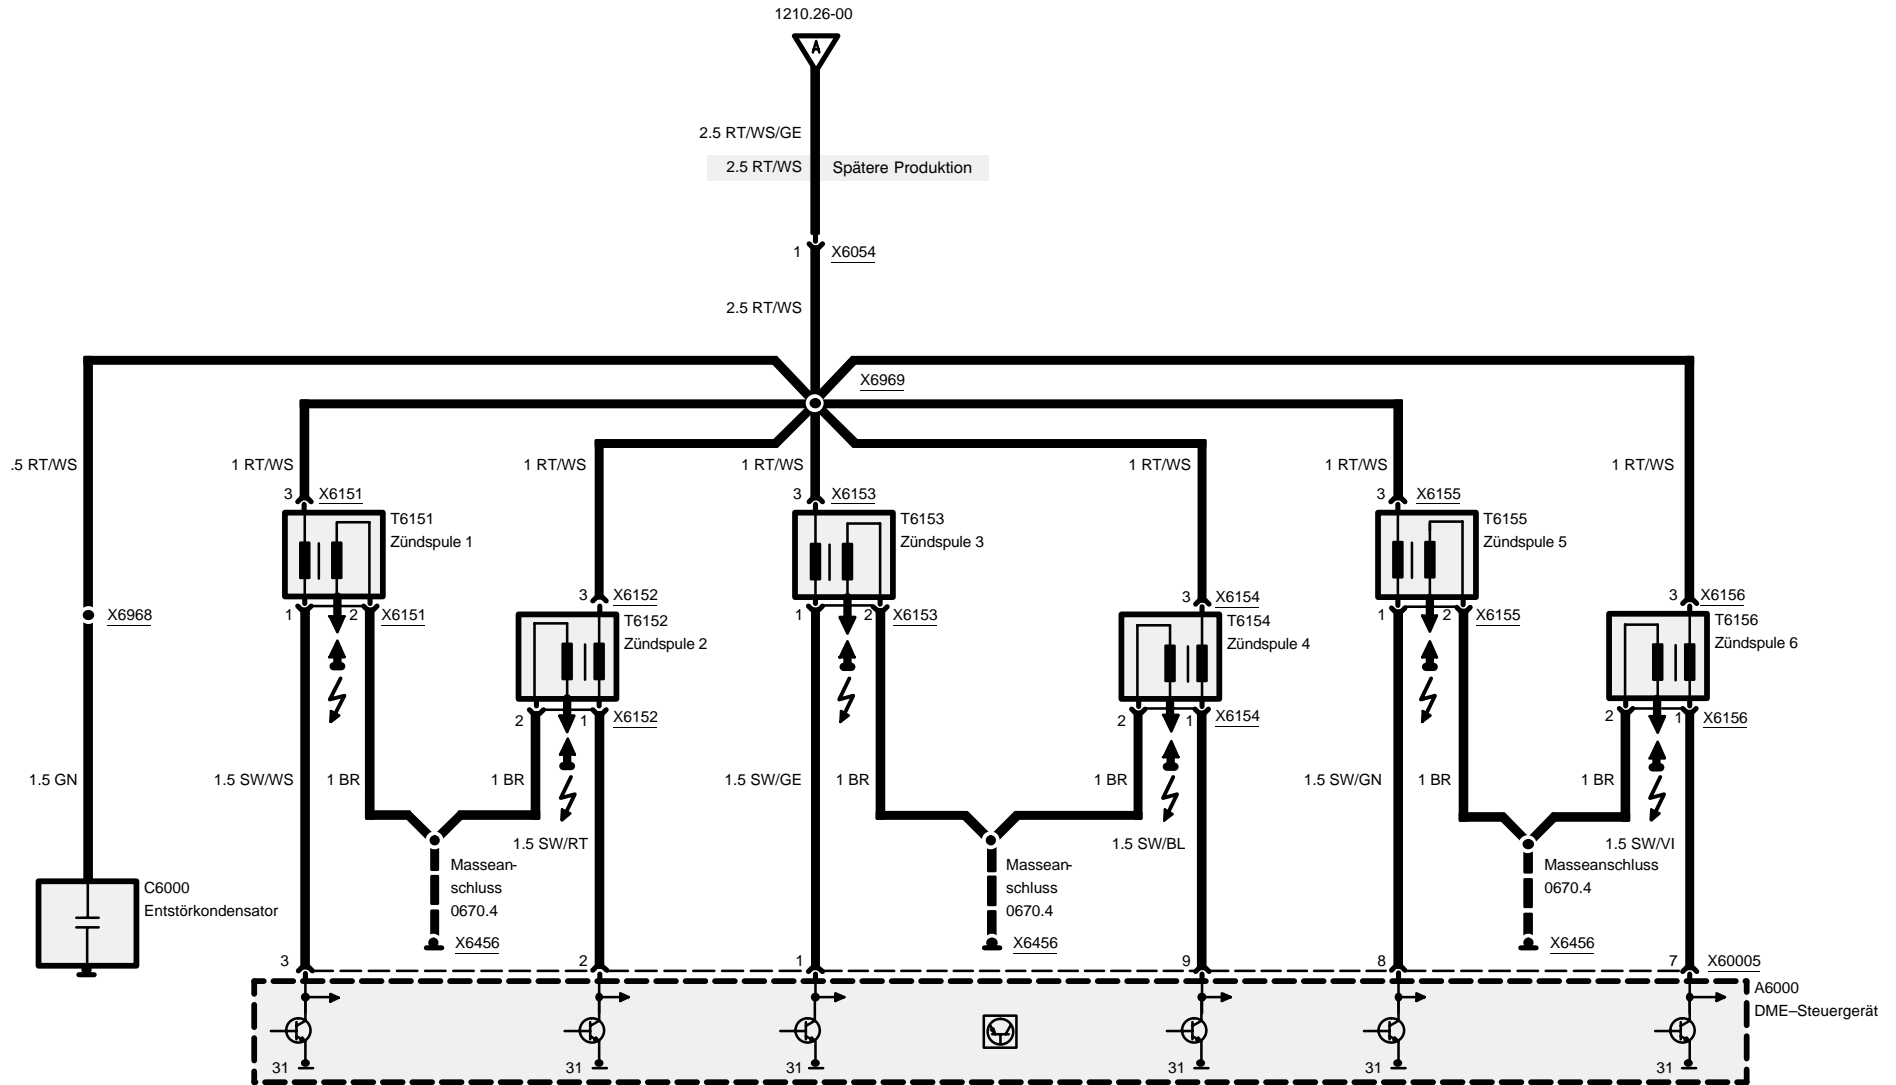 1210.26-00
A
2.5 RT/WS/GE
2.5 RT/WS Spätere Produktion
1 X6054
2.5 RT/WS
X6969
.5 RT/WS 1 RT/WS 1 RT/WS 1 RT/WS 1 RT/WS 1 RT/WS 1 RT/WS
3 X6151 3 X6153 3 X6155
T6151 T6153 T6155
Zündspule 1 Zündspule 3 Zündspule 5
3 X6152 3 X6154 3 X6156
X6968 1 2 X6151 1 2 X6153 1 2 X6155
T6152 T6154 T6156
Zündspule 2 Zündspule 4 Zündspule 6
2 1 X6152 2 1 X6154 2 1 X6156
1.5 GN 1.5 SW/WS 1 BR 1 BR 1.5 SW/GE 1 BR 1 BR 1.5 SW/GN 1 BR 1 BR
1.5 SW/RT 1.5 SW/BL 1.5 SW/VI
Massean- Massean- Masseanschluss
schluss schluss 0670.4
0670.4 0670.4
C6000
Entstörkondensator
X6456 X6456 X6456
3 2 1 9 8 7 X60005
A6000
DME–Steuergerät
31 31 31 31 31 31